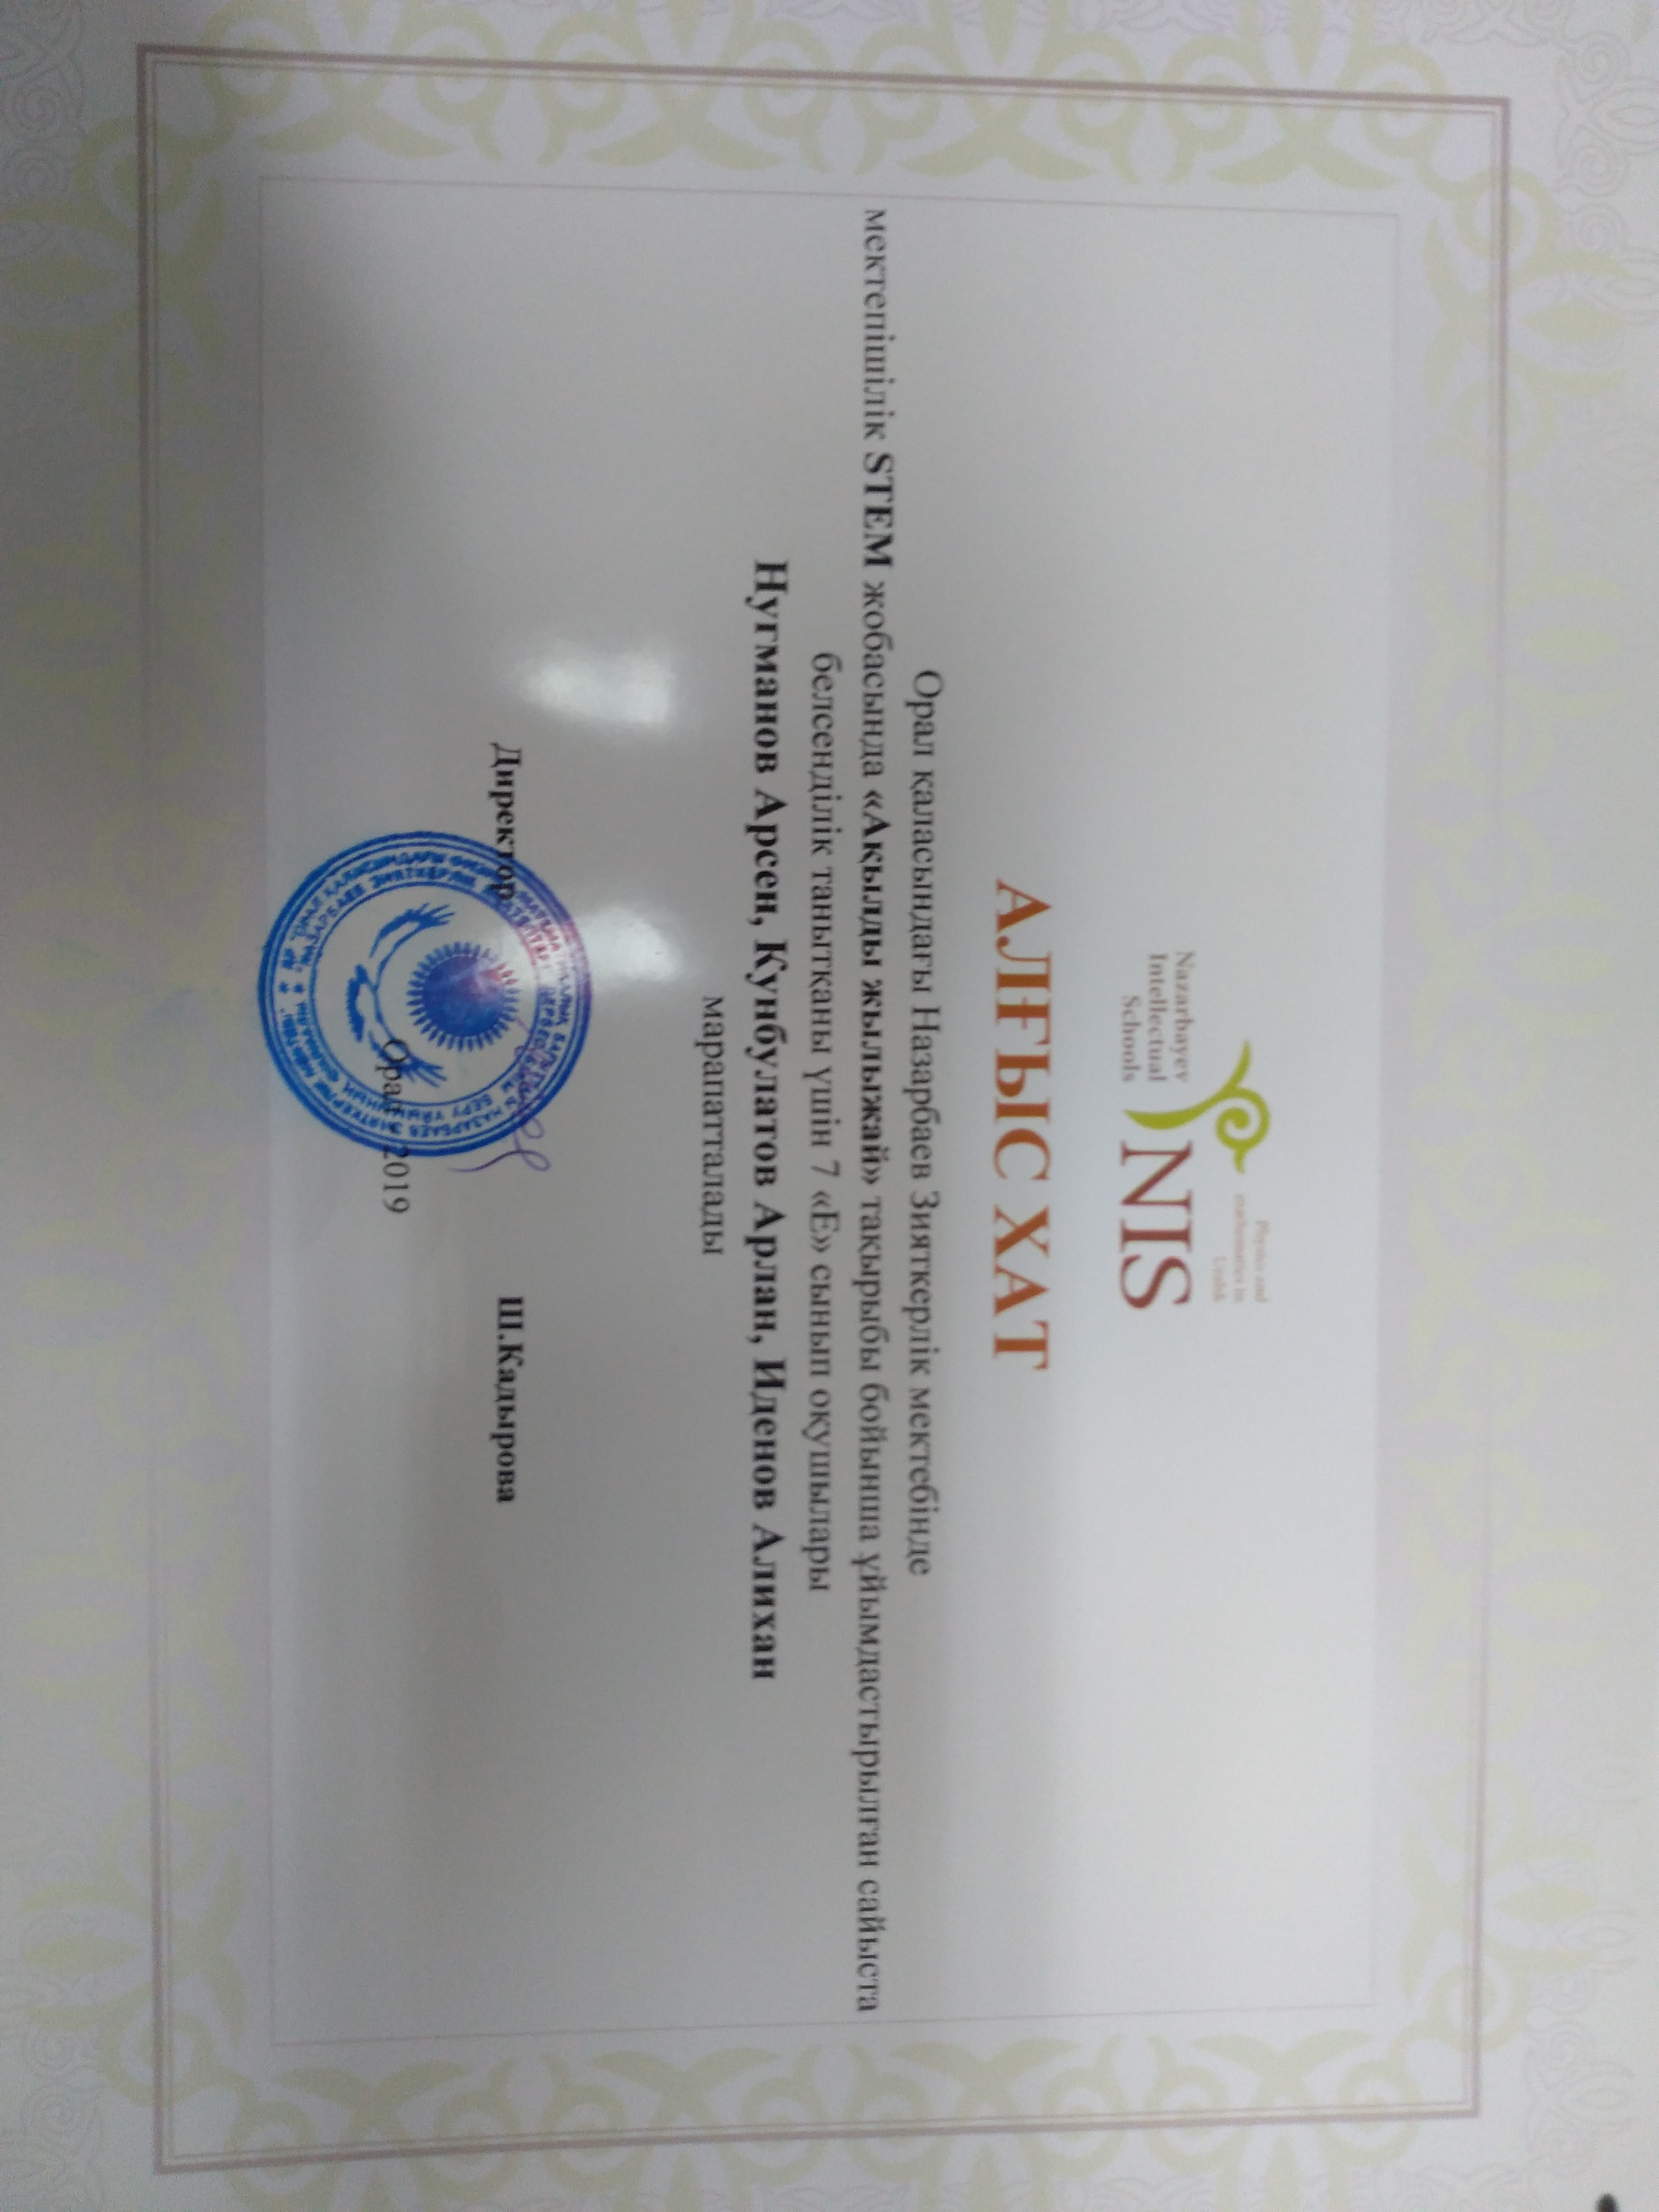 Nazarbayev
Intellectual
Schools
NIS
Physics and
mathematics in
Uralsk
АЛҒЫС ХАТ
Орал қаласындағы Назарбаев Зияткерлік мектебінде
мектепішілік STEM жобасында «Ақылды жылыжай» тақырыбы бойынша ұйымдастырылған сайыста
белсенділік танытқаны үшін 7 «Е» сынып оқушылары
Нугманов Арсен, Кунбулатов Арлан, Иденов Алихан
марапатталады
Директор
Ш.Кадырова
Орал 2019